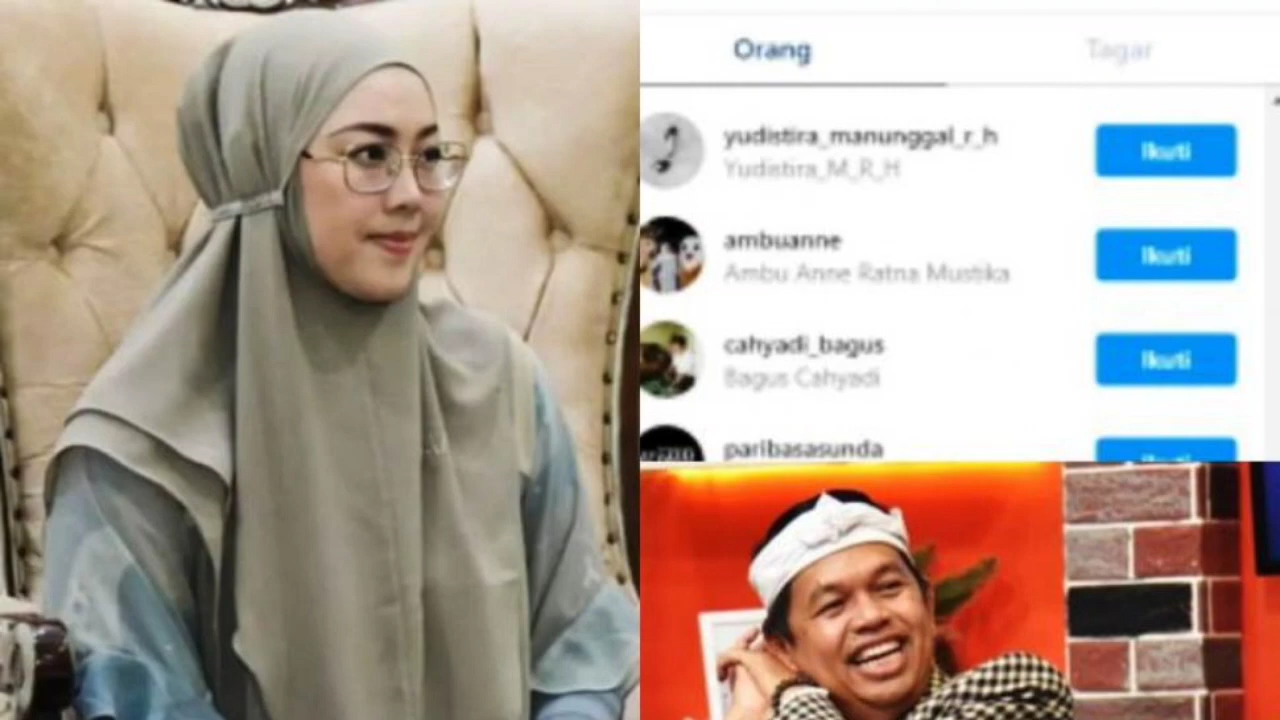 Orang
Tagar
yudistira_manunggal_r_h
Yudistira_M_R_H
Ikuti
ambuanne
Ambu Anne Ratna Mustika
Ikuti
cahyadi_bagus
Bagus Cahyadi
Ikuti
paribasasunda